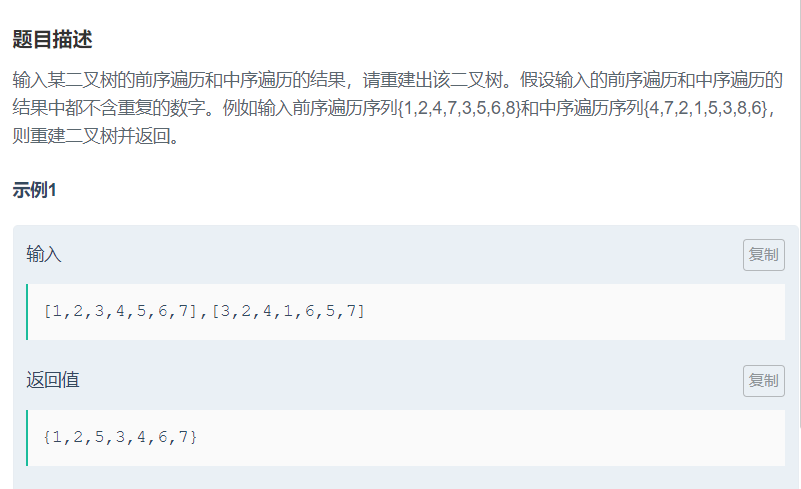 题目描述
输入某二叉树的前序遍历和中序遍历的结果，请重建出该二叉树。假设输入的前序遍历和中序遍历的
结果中都不含重复的数字。例如输入前序遍历序列{1,2,4,7,3,5,6,8}和中序遍历序列{4,7,2,1,5,3,8,6}，
则重建二叉树并返回。
示例1
输入
复制
[1,2,3,4,5,6,7],[3,2,4,1,6,5,7]
返回值
复制
{1,2,5,3,4,6,7}